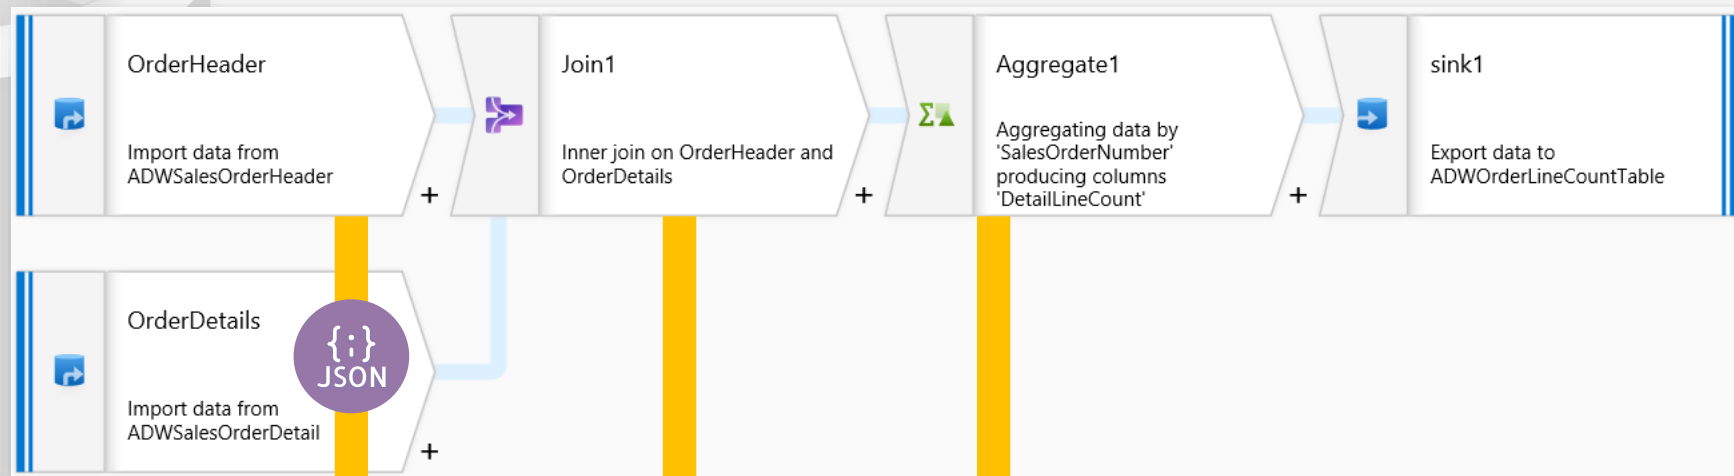 OrderHeader
Import data from
ADWSalesOrderHeader
+
Join1
Inner join on OrderHeader and
OrderDetails
+
Aggregate1
Aggregating data by
'SalesOrderNumber'
producing columns
'DetailLineCount'
+
sink1
Export data to
ADWOrderLineCountTable
OrderDetails
Import data from
ADWSalesOrderDetail
+
{;}
JSON